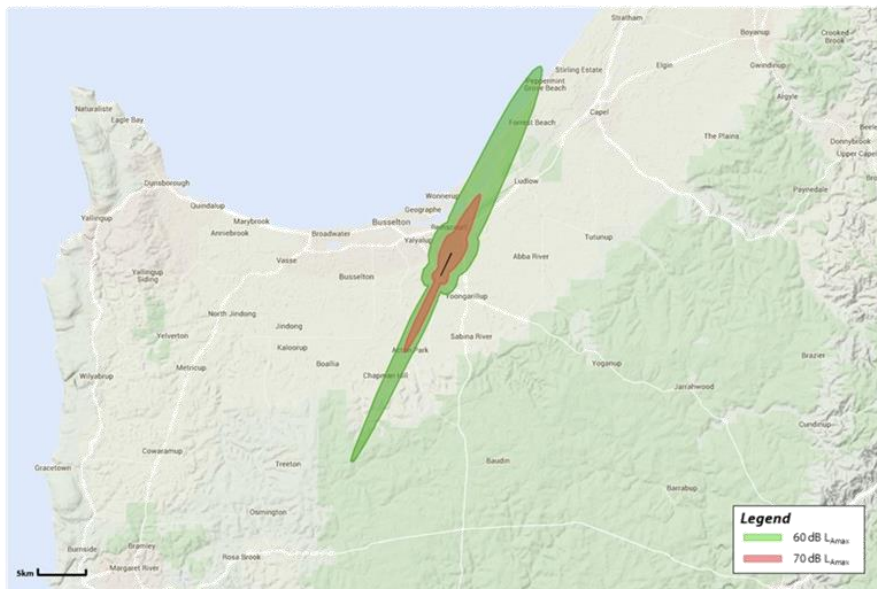 Stratham
Boyanup
Crooked
Brook
Elgin
Gwindinup
Stirling Estate
Peppermint
Grove Beach
Naturaliste
Argyle
Capel
Eagle Bay
Forrest Beach
The Plains
Donnybrook
Upper Capel
Dunsborough
Ludlow
Paynedale
Wonnerup
Quindalup
Geographe
Yallingup
Marybrook
Busselton
Anniebrook
Broadwater
Yalyalup
Tutunup
Vasse
Abba River
Yallingup
Siding
Busselton
Yoongarillup
North Jindong
Jindong
Yelverton
Sabina River
Kaloorup
Acton Park
Boallia
Yoganup
Brazier
Metricup
Chapman Hill
Wilyabrup
Jarrahwood
Cundinup
Cowaramup
Treeton
Baudin
Gracetown
Barrabup
Osmington
Legend
60 dB LAmax
70 dB LAmax
Burnside
Bramley
Rosa Brook
Margaret River
5km